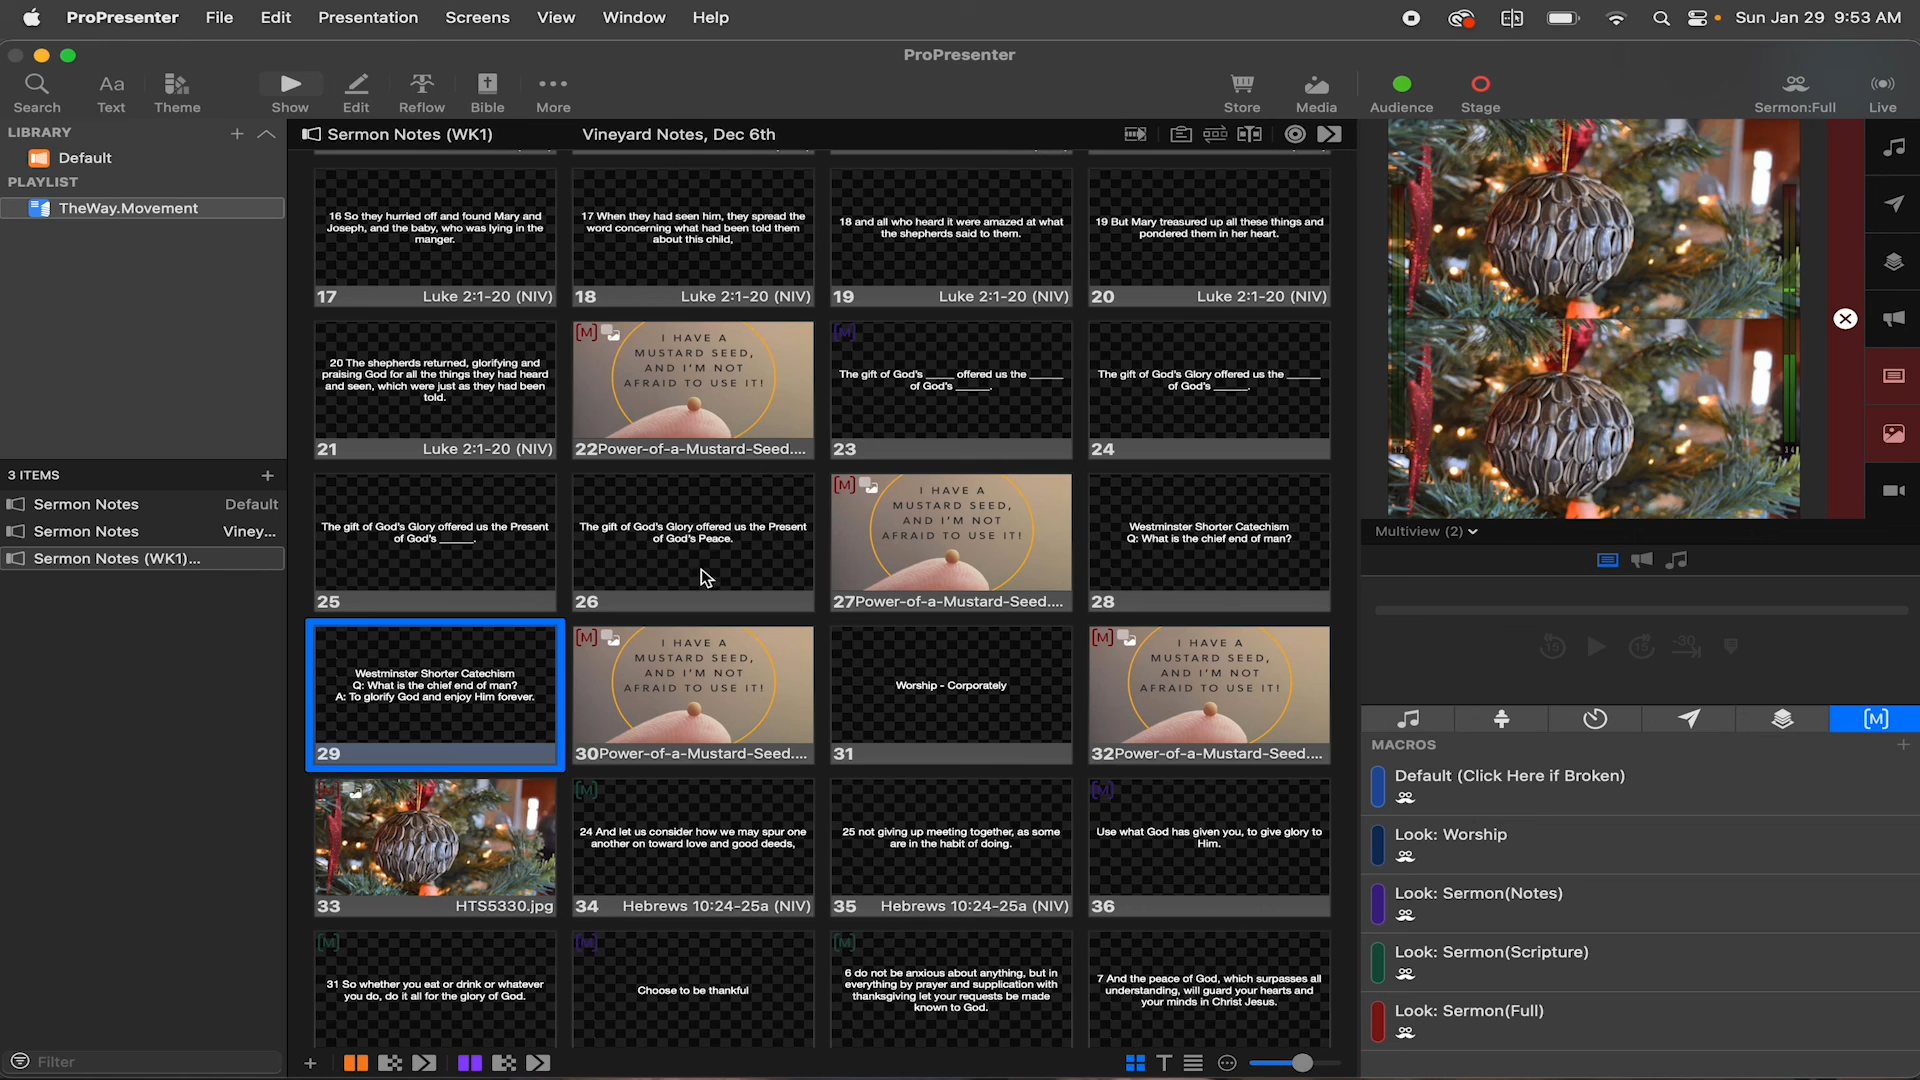 ProPresenter File Edit Presentation Screens View Window Help Sun Jan 29 9:53 AM
ProPresenter
Search Aa Text Theme Show Edit Reflow Bible More Store Media Audience Stage Sermon:Full Live
LIBRARY
Default
PLAYLIST
TheWay.Movement
3 ITEMS
Sermon Notes Default
Sermon Notes Viney...
Sermon Notes (WK1)...
Filter
Sermon Notes (WK1) Vineyard Notes, Dec 6th
16 So they hurried off and found Mary and
Joseph, and the baby, who was lying in the
manger.
17 Luke 2:1-20 (NIV)
17 When they had seen him, they spread the
word concerning what had been told them
about this child,
18 Luke 2:1-20 (NIV)
18 and all who heard it were amazed at what
the shepherds said to them.
19 Luke 2:1-20 (NIV)
19 But Mary treasured up all these things and
pondered them in her heart.
20 Luke 2:1-20 (NIV)
20 The shepherds returned, glorifying and
praising God for all the things they had heard
and seen, which were just as they had been
told.
21 Luke 2:1-20 (NIV)
[M]
I HAVE A
MUSTARD SEED,
AND I'M NOT
AFRAID TO USE IT!
22Power-of-a-Mustard-Seed....
[M]
The gift of God's _____ offered us the ______
of God's ______.
23
The gift of God's Glory offered us the ______
of God's ______.
24
The gift of God's Glory offered us the Present
of God's ______.
25
The gift of God's Glory offered us the Present
of God's Peace.
26
[M]
I HAVE A
MUSTARD SEED,
AND I'M NOT
AFRAID TO USE IT!
27Power-of-a-Mustard-Seed....
Westminster Shorter Catechism
Q: What is the chief end of man?
28
Westminster Shorter Catechism
Q: What is the chief end of man?
A: To glorify God and enjoy Him forever.
29
[M]
I HAVE A
MUSTARD SEED,
AND I'M NOT
AFRAID TO USE IT!
30Power-of-a-Mustard-Seed....
Worship - Corporately
31
[M]
I HAVE A
MUSTARD SEED,
AND I'M NOT
AFRAID TO USE IT!
32Power-of-a-Mustard-Seed....
[M]
33 HTS5330.jpg
[M]
24 And let us consider how we may spur one
another on toward love and good deeds,
34 Hebrews 10:24-25a (NIV)
25 not giving up meeting together, as some
are in the habit of doing.
35 Hebrews 10:24-25a (NIV)
[M]
Use what God has given you, to give glory to
Him.
36
[M]
31 So whether you eat or drink or whatever
you do, do it all for the glory of God.
[M]
Choose to be thankful
[M]
6 do not be anxious about anything, but in
everything by prayer and supplication with
thanksgiving let your requests be made
known to God.
7 And the peace of God, which surpasses all
understanding, will guard your hearts and
your minds in Christ Jesus.
Multiview (2)
15 15 -30
[M]
MACROS
Default (Click Here if Broken)
Look: Worship
Look: Sermon(Notes)
Look: Sermon(Scripture)
Look: Sermon(Full)